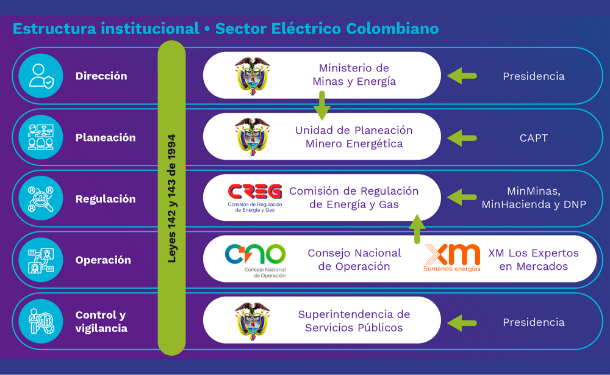 Estructura institucional • Sector Eléctrico Colombiano
Dirección
Ministerio de
Minas y Energía
Presidencia
Planeación
Unidad de Planeación
Minero Energética
CAPT
Leyes 142 y 143 de 1994
Regulación
CREG
Comisión de Regulación
de Energía y Gas
Comisión de Regulación
de Energía y Gas
MinMinas,
MinHacienda y DNP
Operación
cno
Consejo Nacional
de Operación
Consejo Nacional
de Operación
xm
Sumando energías
XM Los Expertos
en Mercados
Control y
vigilancia
Superintendencia de
Servicios Públicos
Presidencia